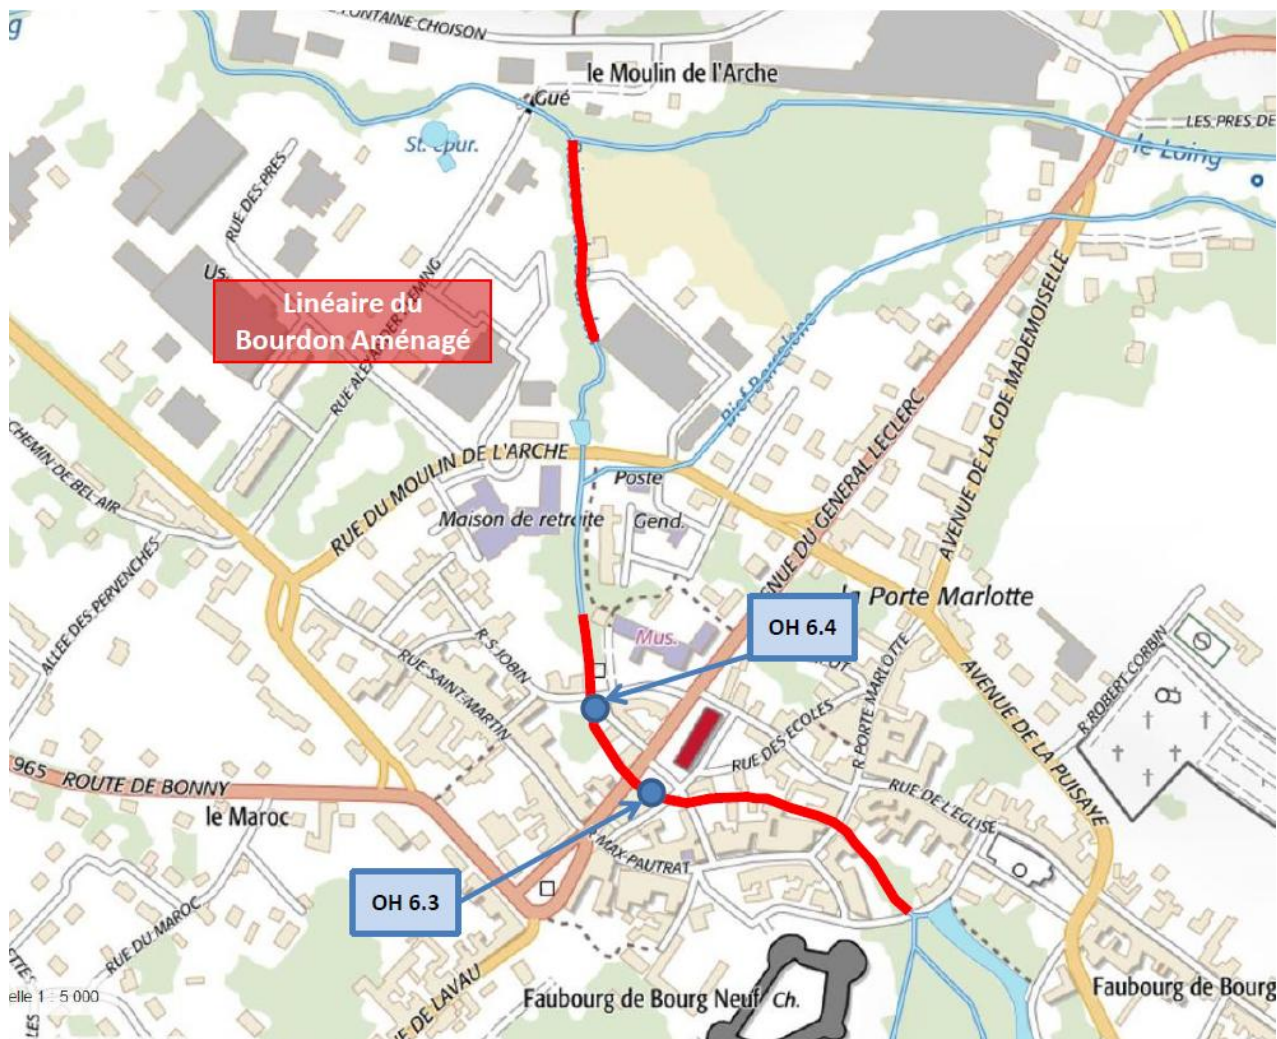 FONTAINE CHOISON
le Moulin de l'Arche
Gué
LES PRES DE
St. épur.
le Loing
RUE DES PRES
Us.
Linéaire du
Bourdon Aménagé
RUE ALEXANDER FLEMING
Bief Barcelone
AVENUE DE LA GDE MADEMOISELLE
AVENUE DU GENERAL LECLERC
CHEMIN DE BEL AIR
RUE DU MOULIN DE L'ARCHE
Poste
Maison de retraite
Gend.
ALLEE DES PERVENCHES
la Porte Marlotte
OH 6.4
Mus.
R S JOBIN
RUE SAINT-MARTIN
R PORTE MARLOTTE
R ROBERT CORBIN
AVENUE DE LA PUISAYE
RUE DES ECOLES
965 ROUTE DE BONNY
le Maroc
RUE DE L'EGLISE
R MAX-PAUTRAT
OH 6.3
RUE DU MAROC
Faubourg de Bourg Neuf
Ch.
Faubourg de Bourg
elle 1 : 5 000
LES
E DE LAVAU